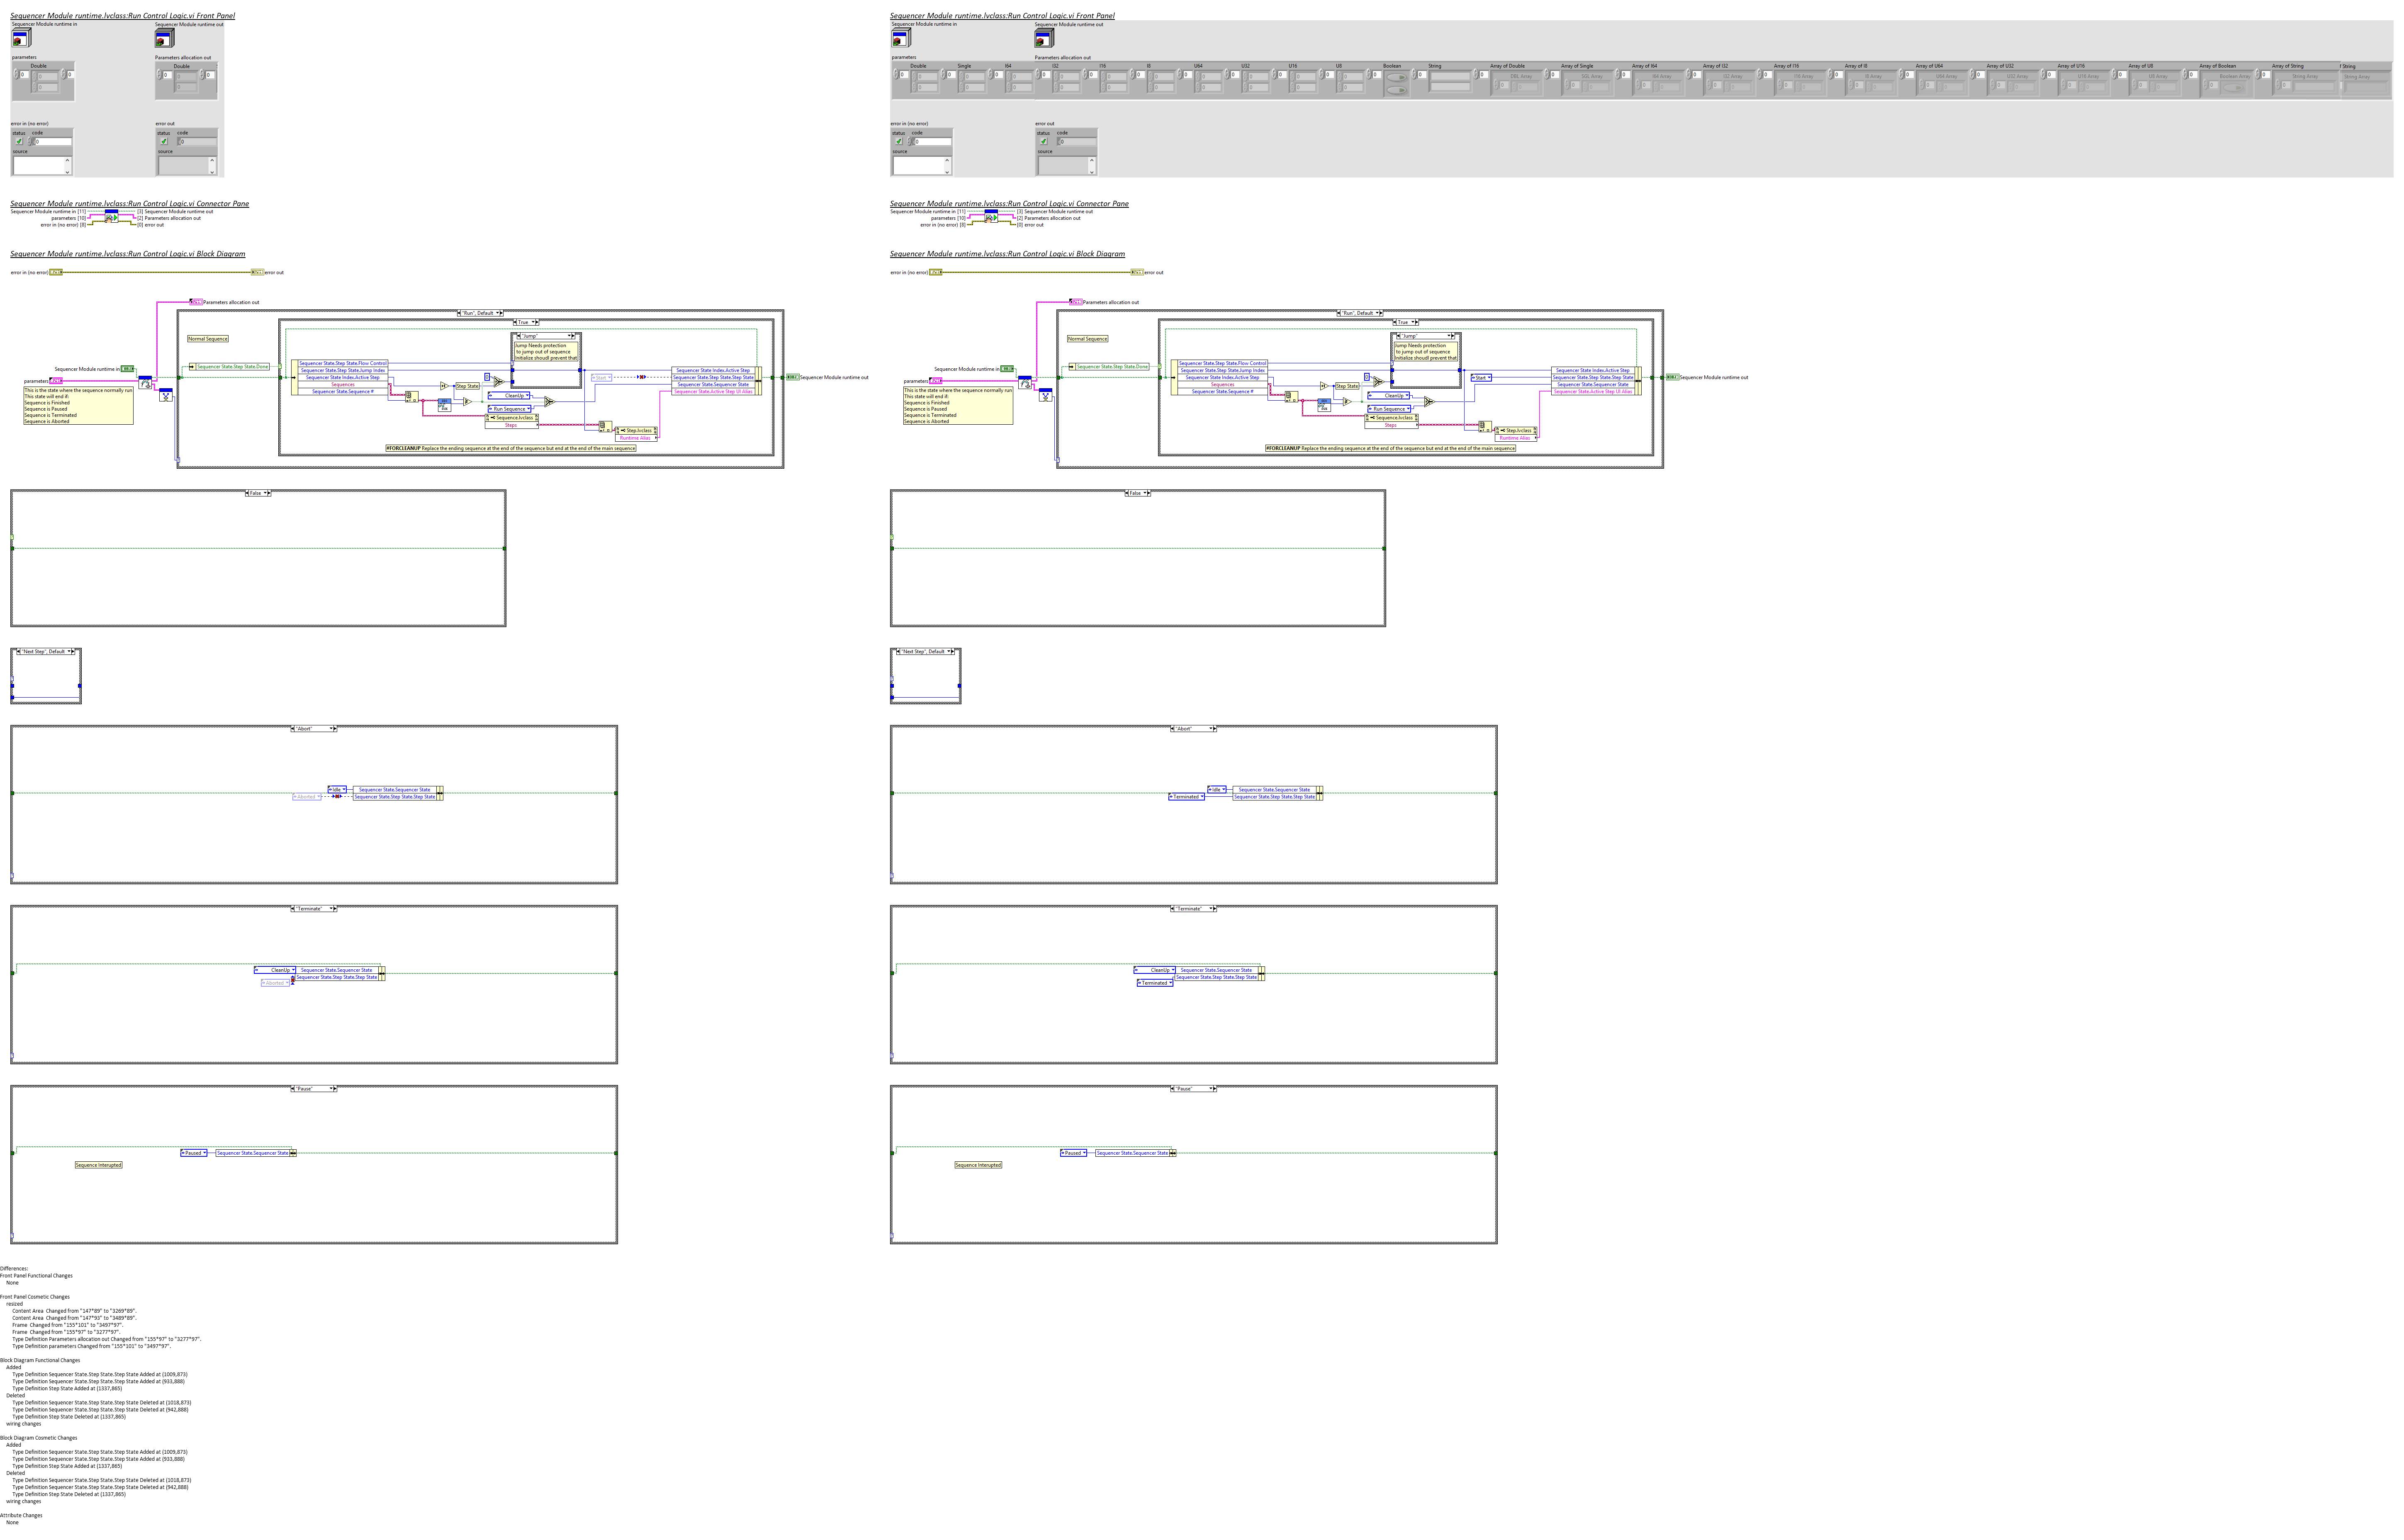 Sequencer Module runtime.lvclass:Run Control Logic.vi Front Panel
Sequencer Module runtime in
Sequencer Module runtime out
parameters
Parameters allocation out
Double
Double
0
0
0
0
error in (no error)
error out
status code
status code
0
0
source
source
Sequencer Module runtime.lvclass:Run Control Logic.vi Connector Pane
Sequencer Module runtime in [11]
[3] Sequencer Module runtime out
parameters [10]
[2] Parameters allocation out
error in (no error) [8]
[0] error out
Sequencer Module runtime.lvclass:Run Control Logic.vi Block Diagram
error in (no error)
error out
Parameters allocation out
"Run", Default
True
Normal Sequence
"Jump"
Jump Needs protection
to jump out of sequence
Initialize shoudl prevent that
Sequencer State.Step State.Done
Sequencer Module runtime in
parameters
This is the state where the sequence normally run
This state will end if:
Sequence is Finished
Sequence is Paused
Sequence is Terminated
Sequence is Aborted
Sequencer State.Step State.Flow Control
Sequencer State.Step State.Jump Index
Sequencer State Index.Active Step
Sequences
Sequencer State.Sequence #
Step State
CleanUp
Run Sequence
Sequence.lvclass
Steps
Start
Step.lvclass
Runtime Alias
Sequencer State Index.Active Step
Sequencer State.Step State.Step State
Sequencer State.Sequencer State
Sequencer State.Active Step.UI Alias
Sequencer Module runtime out
#FORCLEANUP Replace the ending sequence at the end of the sequence but end at the end of the main sequence
False
"Next Step", Default
"Abort"
Idle
Sequencer State.Sequencer State
Aborted
Sequencer State.Step State.Step State
"Terminate"
CleanUp
Sequencer State.Sequencer State
Sequencer State.Step State.Step State
Aborted
"Pause"
Paused
Sequencer State.Sequencer State
Sequence Interupted
Differences:
Front Panel Functional Changes
None
Front Panel Cosmetic Changes
resized
Content Area Changed from "147*89" to "3269*89".
Content Area Changed from "147*93" to "3489*89".
Frame Changed from "155*101" to "3497*97".
Frame Changed from "155*97" to "3277*97".
Type Definition Parameters allocation out Changed from "155*97" to "3277*97".
Type Definition parameters Changed from "155*101" to "3497*97".
Block Diagram Functional Changes
Added
Type Definition Sequencer State.Step State.Step State Added at (1009,873)
Type Definition Sequencer State.Step State.Step State Added at (933,888)
Type Definition Step State Added at (1337,865)
Deleted
Type Definition Sequencer State.Step State.Step State Deleted at (1018,873)
Type Definition Sequencer State.Step State.Step State Deleted at (942,888)
Type Definition Step State Deleted at (1337,865)
wiring changes
Block Diagram Cosmetic Changes
Added
Type Definition Sequencer State.Step State.Step State Added at (1009,873)
Type Definition Sequencer State.Step State.Step State Added at (933,888)
Type Definition Step State Added at (1337,865)
Deleted
Type Definition Sequencer State.Step State.Step State Deleted at (1018,873)
Type Definition Sequencer State.Step State.Step State Deleted at (942,888)
Type Definition Step State Deleted at (1337,865)
wiring changes
Attribute Changes
None
Sequencer Module runtime.lvclass:Run Control Logic.vi Front Panel
Sequencer Module runtime in
Sequencer Module runtime out
parameters
Parameters allocation out
Double Single I64 I32 I16 I8 U64 U32 U16 U8 Boolean String Array of Double Array of Single Array of I64 Array of I32 Array of I16 Array of I8 Array of U64 Array of U32 Array of U16 Array of U8 Array of Boolean Array of String f String
DBL Array SGL Array I64 Array I32 Array I16 Array I8 Array U64 Array U32 Array U16 Array U8 Array Boolean Array String Array String Array
error in (no error)
error out
status code
status code
0
0
source
source
Sequencer Module runtime.lvclass:Run Control Logic.vi Connector Pane
Sequencer Module runtime in [11]
[3] Sequencer Module runtime out
parameters [10]
[2] Parameters allocation out
error in (no error) [8]
[0] error out
Sequencer Module runtime.lvclass:Run Control Logic.vi Block Diagram
error in (no error)
error out
Parameters allocation out
"Run", Default
True
Normal Sequence
"Jump"
Jump Needs protection
to jump out of sequence
Initialize shoudl prevent that
Sequencer State.Step State.Done
Sequencer Module runtime in
parameters
This is the state where the sequence normally run
This state will end if:
Sequence is Finished
Sequence is Paused
Sequence is Terminated
Sequence is Aborted
Sequencer State.Step State.Flow Control
Sequencer State.Step State.Jump Index
Sequencer State Index.Active Step
Sequences
Sequencer State.Sequence #
Step State
CleanUp
Run Sequence
Sequence.lvclass
Steps
Start
Step.lvclass
Runtime Alias
Sequencer State Index.Active Step
Sequencer State.Step State.Step State
Sequencer State.Sequencer State
Sequencer State.Active Step.UI Alias
Sequencer Module runtime out
#FORCLEANUP Replace the ending sequence at the end of the sequence but end at the end of the main sequence
False
"Next Step", Default
"Abort"
Idle
Sequencer State.Sequencer State
Terminated
Sequencer State.Step State.Step State
"Terminate"
CleanUp
Sequencer State.Sequencer State
Sequencer State.Step State.Step State
Terminated
"Pause"
Paused
Sequencer State.Sequencer State
Sequence Interupted